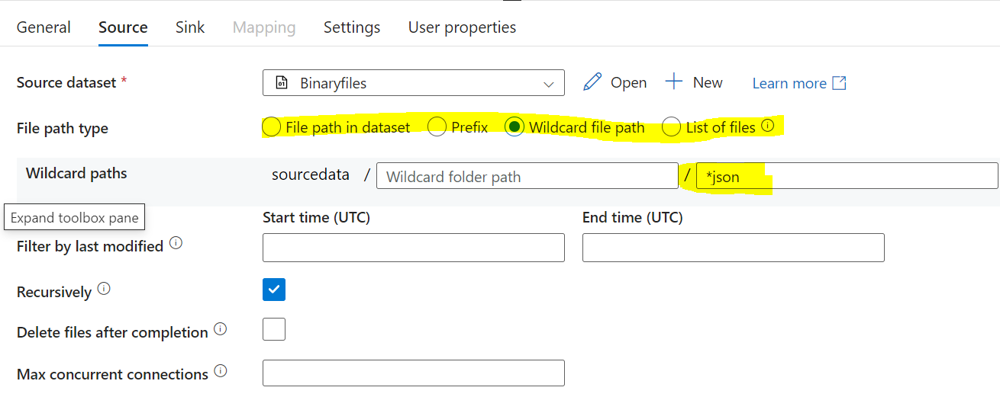 General Source Sink Mapping Settings User properties
Source dataset * Binaryfiles Open + New Learn more
File path type File path in dataset Prefix Wildcard file path List of files
Wildcard paths sourcedata / Wildcard folder path / *json
Expand toolbox pane
Start time (UTC) End time (UTC)
Filter by last modified
Recursively
Delete files after completion
Max concurrent connections